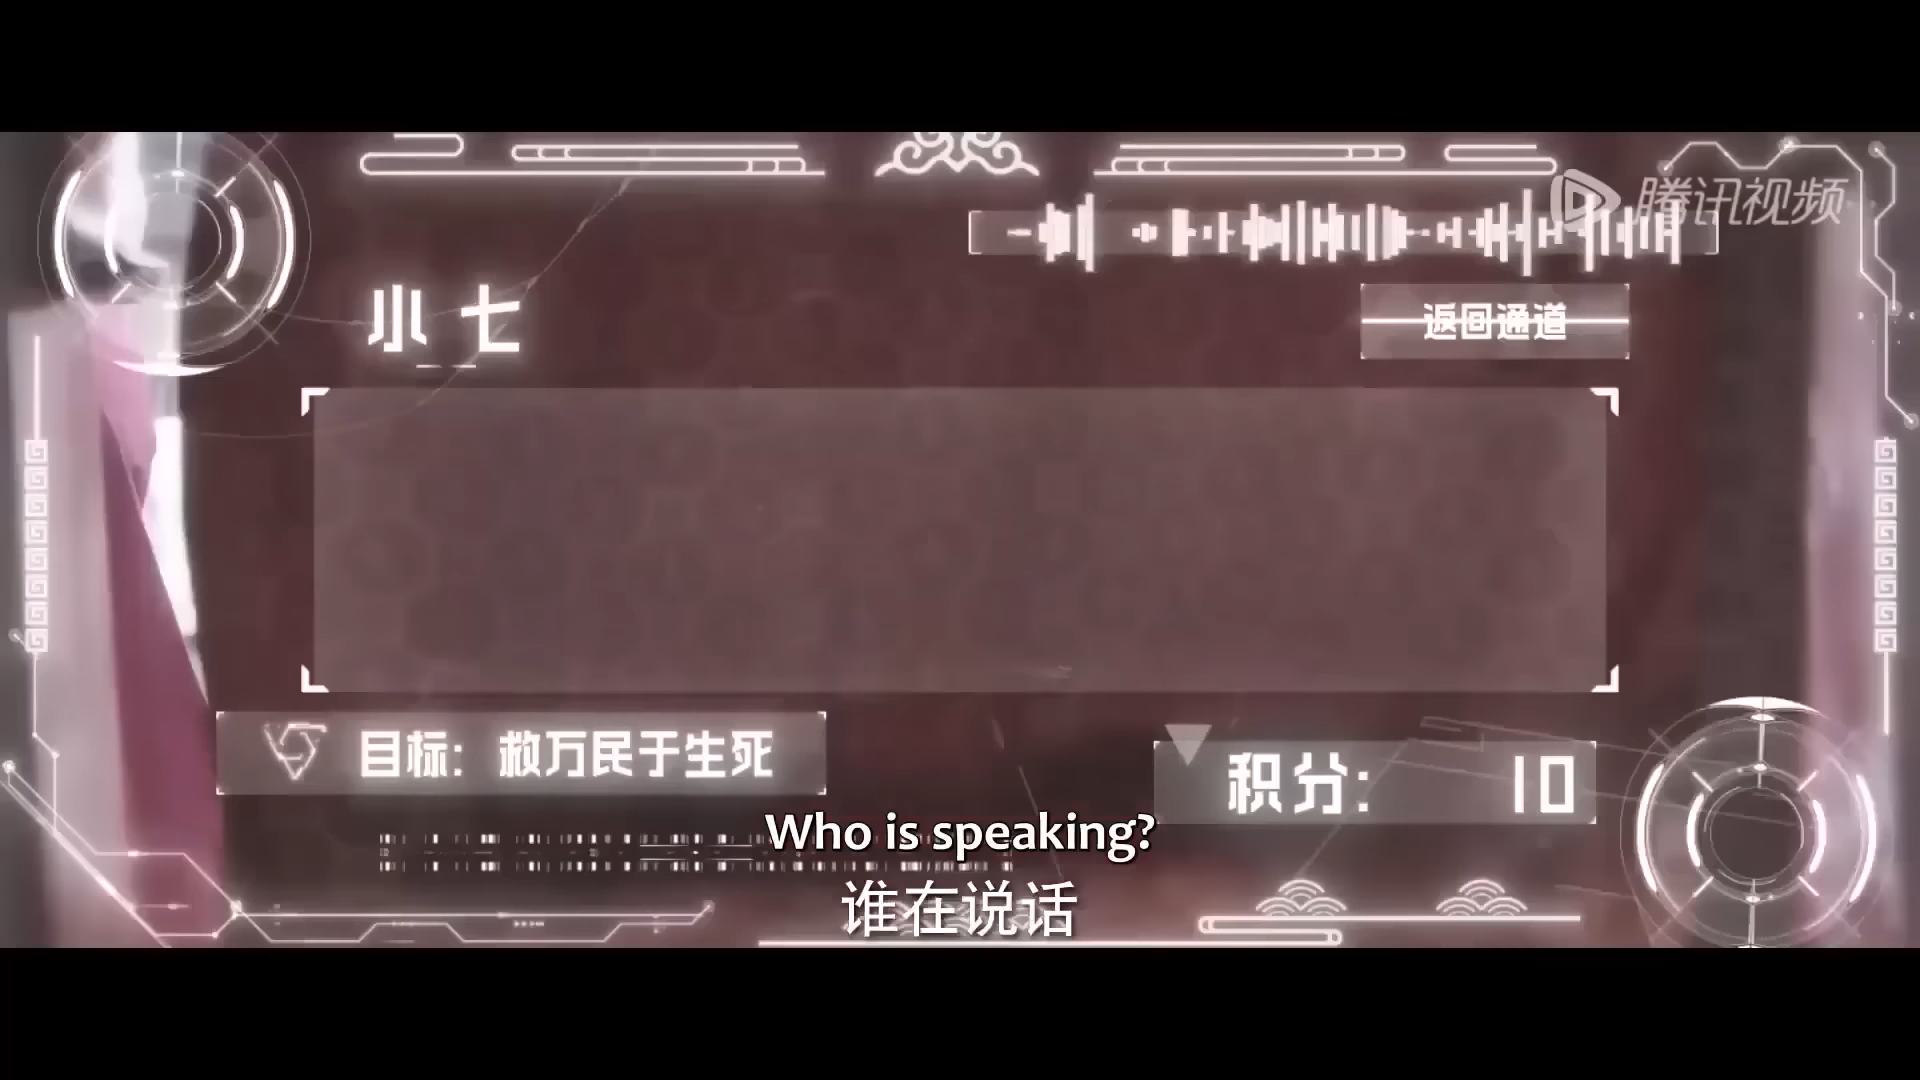 腾讯视频
小七
返回通道
目标：救万民于生死
积分： 10
Who is speaking?
谁在说话